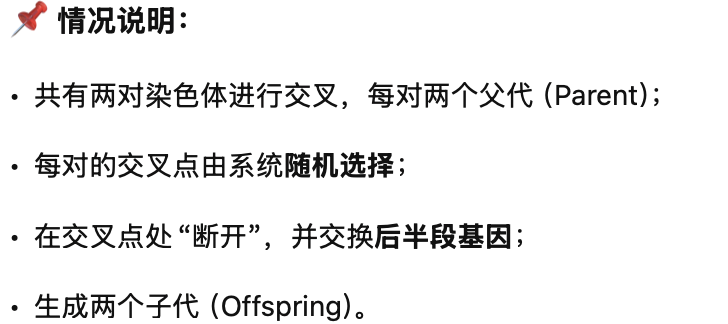 📌 情况说明：
• 共有两对染色体进行交叉，每对两个父代（Parent）；
• 每对的交叉点由系统随机选择；
• 在交叉点处“断开”，并交换后半段基因；
• 生成两个子代（Offspring）。